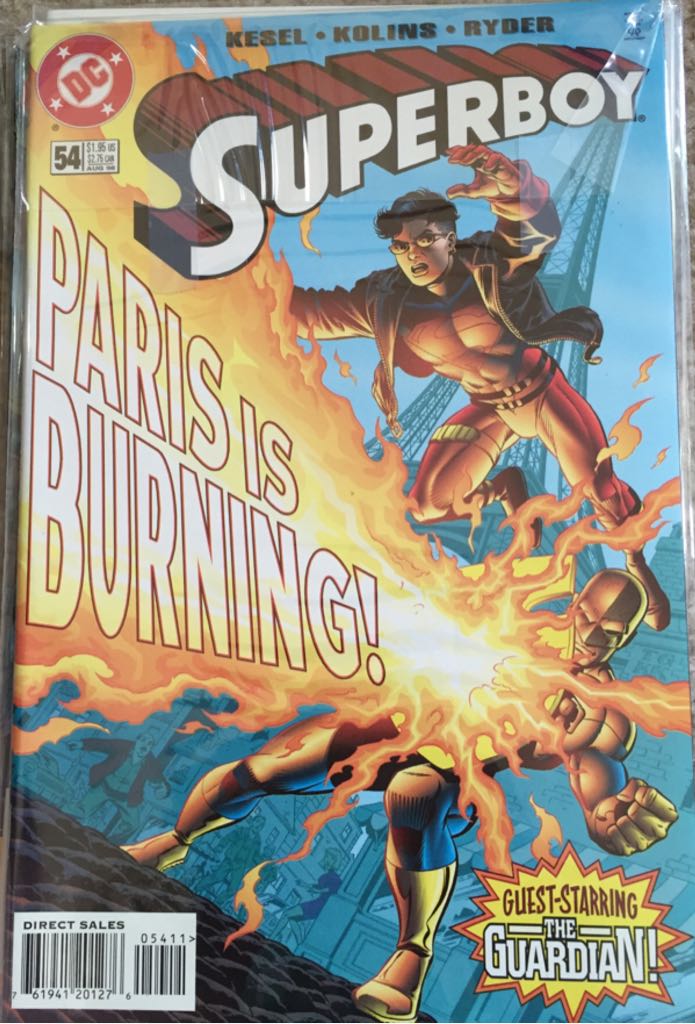 KESEL • KOLINS • RYDER
DC
SUPERBOY
54
$1.95 US
$2.75 CAN
AUG 98
PARIS IS
BURNING!
GUEST-STARRING
THE
GUARDIAN!
DIRECT SALES
05411>
7 61941 20127 6